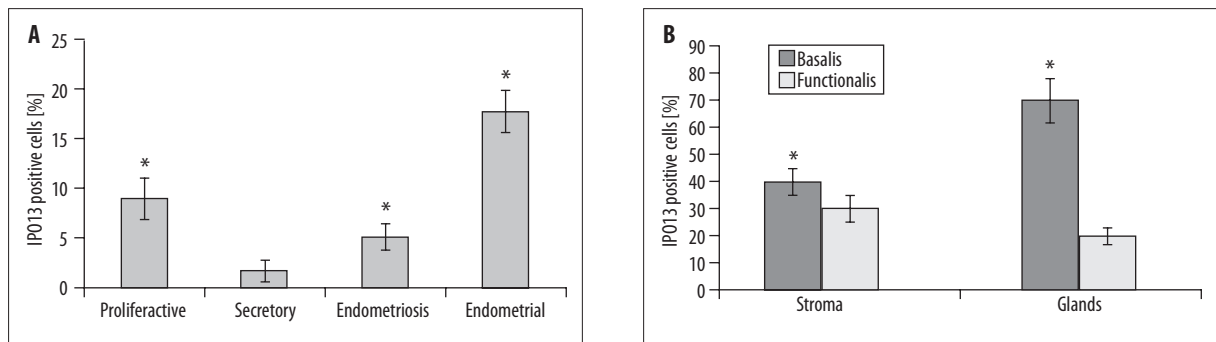 A
IPO13 positive cells [%]
25
20
15
10
5
0
*
*
*
Proliferactive Secretory Endometriosis Endometrial
B
IPO13 positive cells [%]
90
80
70
60
50
40
30
20
10
0
Basalis
Functionalis
*
*
Stroma Glands